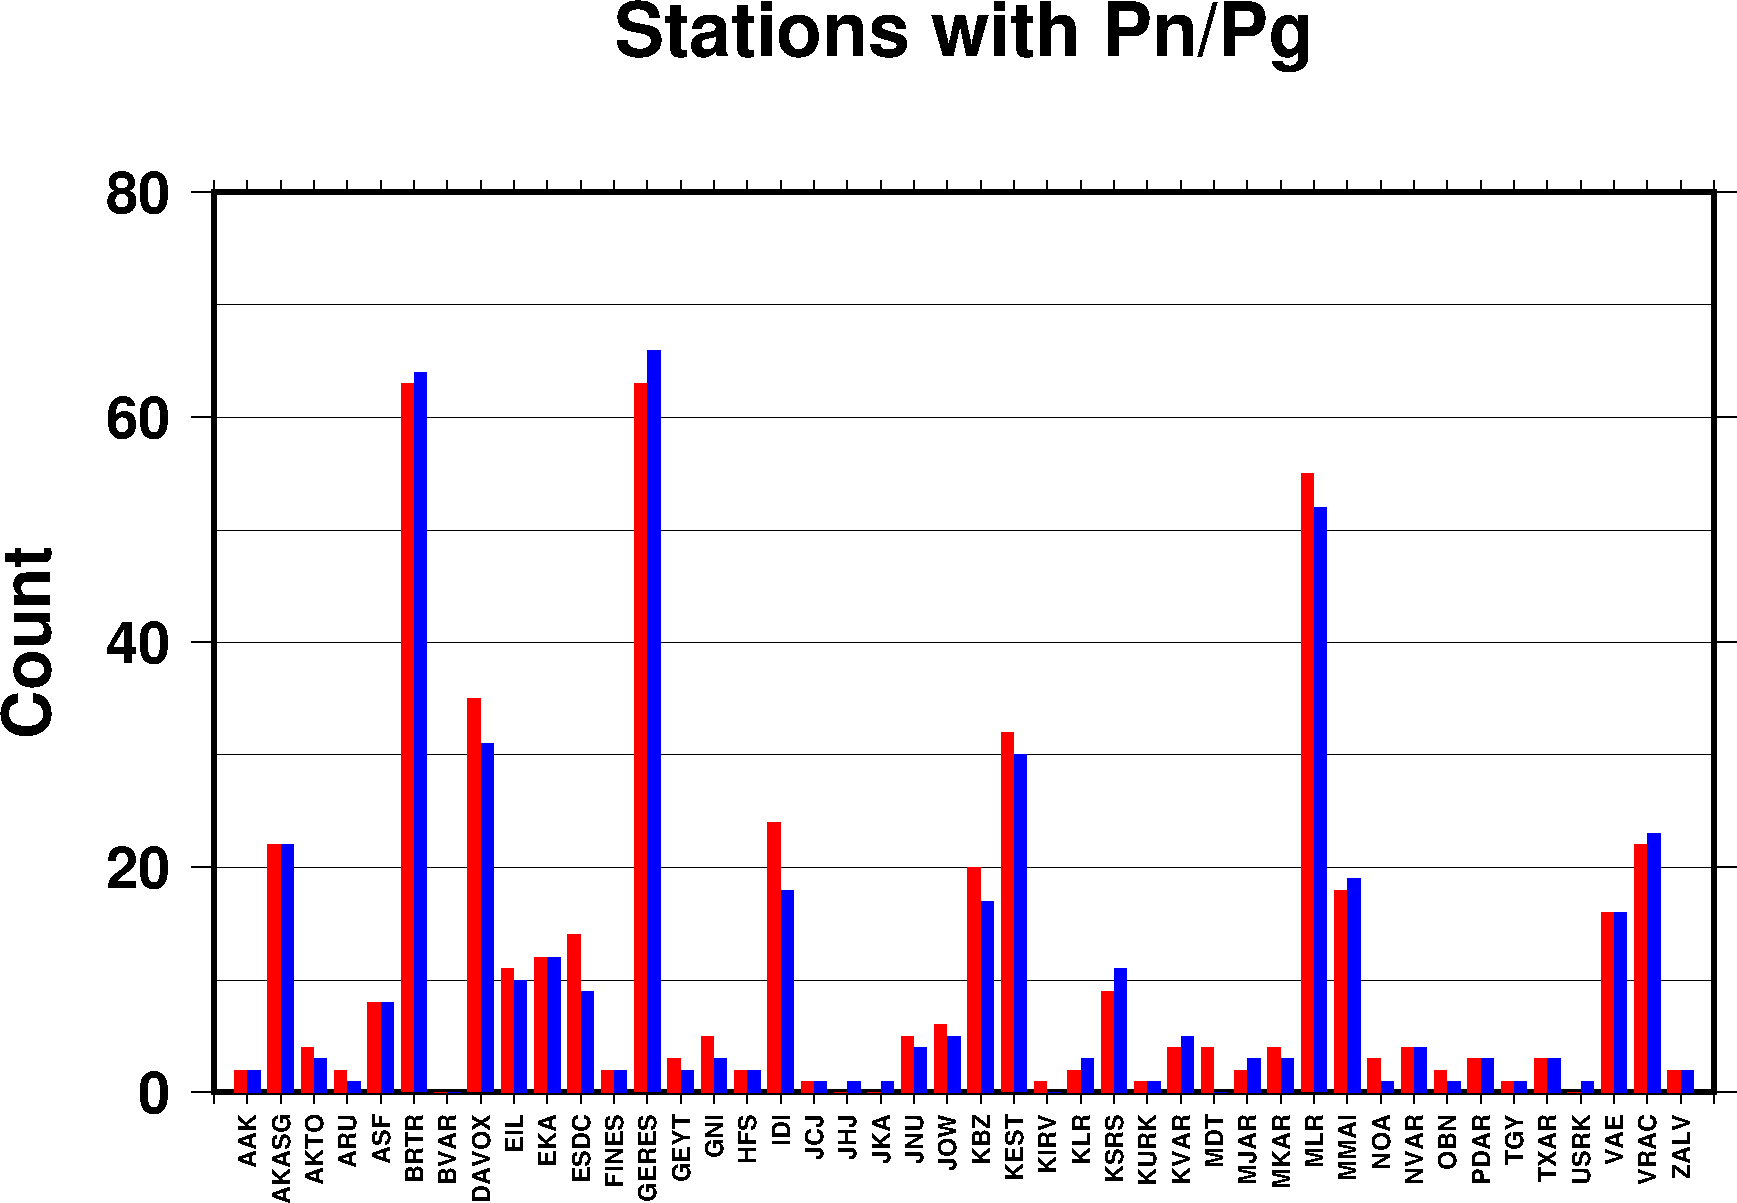 Stations with Pn/Pg
Count
80
60
40
20
0
AAK
AKASG
AKTO
ARU
ASF
BRTR
BVAR
DAVOX
EIL
EKA
ESDC
FINES
GERES
GEYT
GNI
HFS
IDI
JCJ
JHJ
JKA
JNU
JOW
KBZ
KEST
KIRV
KLR
KSRS
KURK
KVAR
MDT
MJAR
MKAR
MLR
MMAI
NOA
NVAR
OBN
PDAR
TGY
TXAR
USRK
VAE
VRAC
ZALV